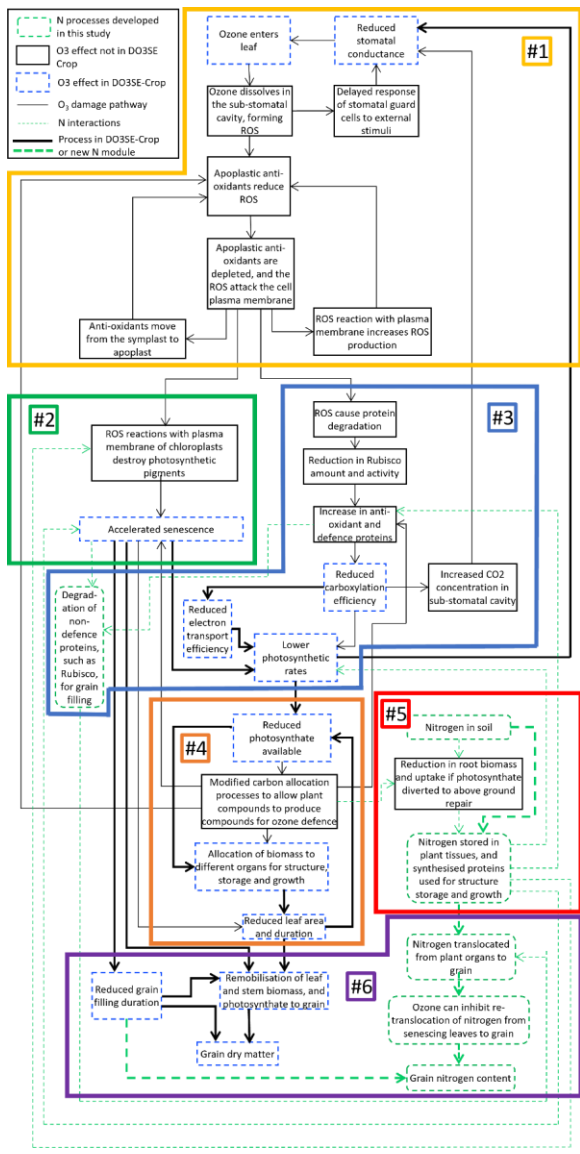 N processes developed
in this study
O3 effect not in DO3SE
Crop
O3 effect in DO3SE-Crop
O3 damage pathway
N interactions
Process in DO3SE-Crop
or new N module
#1
Ozone enters
leaf
Reduced
stomatal
conductance
Ozone dissolves in
the sub-stomatal
cavity, forming
ROS
Delayed response
of stomatal guard
cells to external
stimuli
Apoplastic anti-
oxidants reduce
ROS
Apoplastic anti-
oxidants are
depleted, and the
ROS attack the cell
plasma membrane
Anti-oxidants move
from the symplast to
apoplast
ROS reaction with plasma
membrane increases ROS
production
#2
ROS reactions with plasma
membrane of chloroplasts
destroy photosynthetic
pigments
Accelerated senescence
#3
ROS cause protein
degradation
Reduction in Rubisco
amount and activity
Increase in anti-
oxidant and
defence proteins
Reduced
carboxylation
efficiency
Increased CO2
concentration in
sub-stomatal cavity
Degradation of
non-
defence
proteins,
such as
Rubisco,
for grain
filling
Reduced
electron
transport
efficiency
Lower
photosynthetic
rates
#4
Reduced
photosynthate
available
Modified carbon allocation
processes to allow plant
compounds to produce
compounds for ozone defence
Allocation of biomass to
different organs for structure,
storage and growth
Reduced leaf area
and duration
#5
Nitrogen in soil
Reduction in root biomass
and uptake if photosynthate
diverted to above ground
repair
Nitrogen stored in
plant tissues, and
synthesised proteins
used for structure
storage and growth
#6
Reduced grain
filling duration
Remobilisation of leaf
and stem biomass, and
photosynthate to grain
Grain dry matter
Nitrogen translocated
from plant organs to
grain
Ozone can inhibit re-
translocation of nitrogen from
senescing leaves to grain
Grain nitrogen content